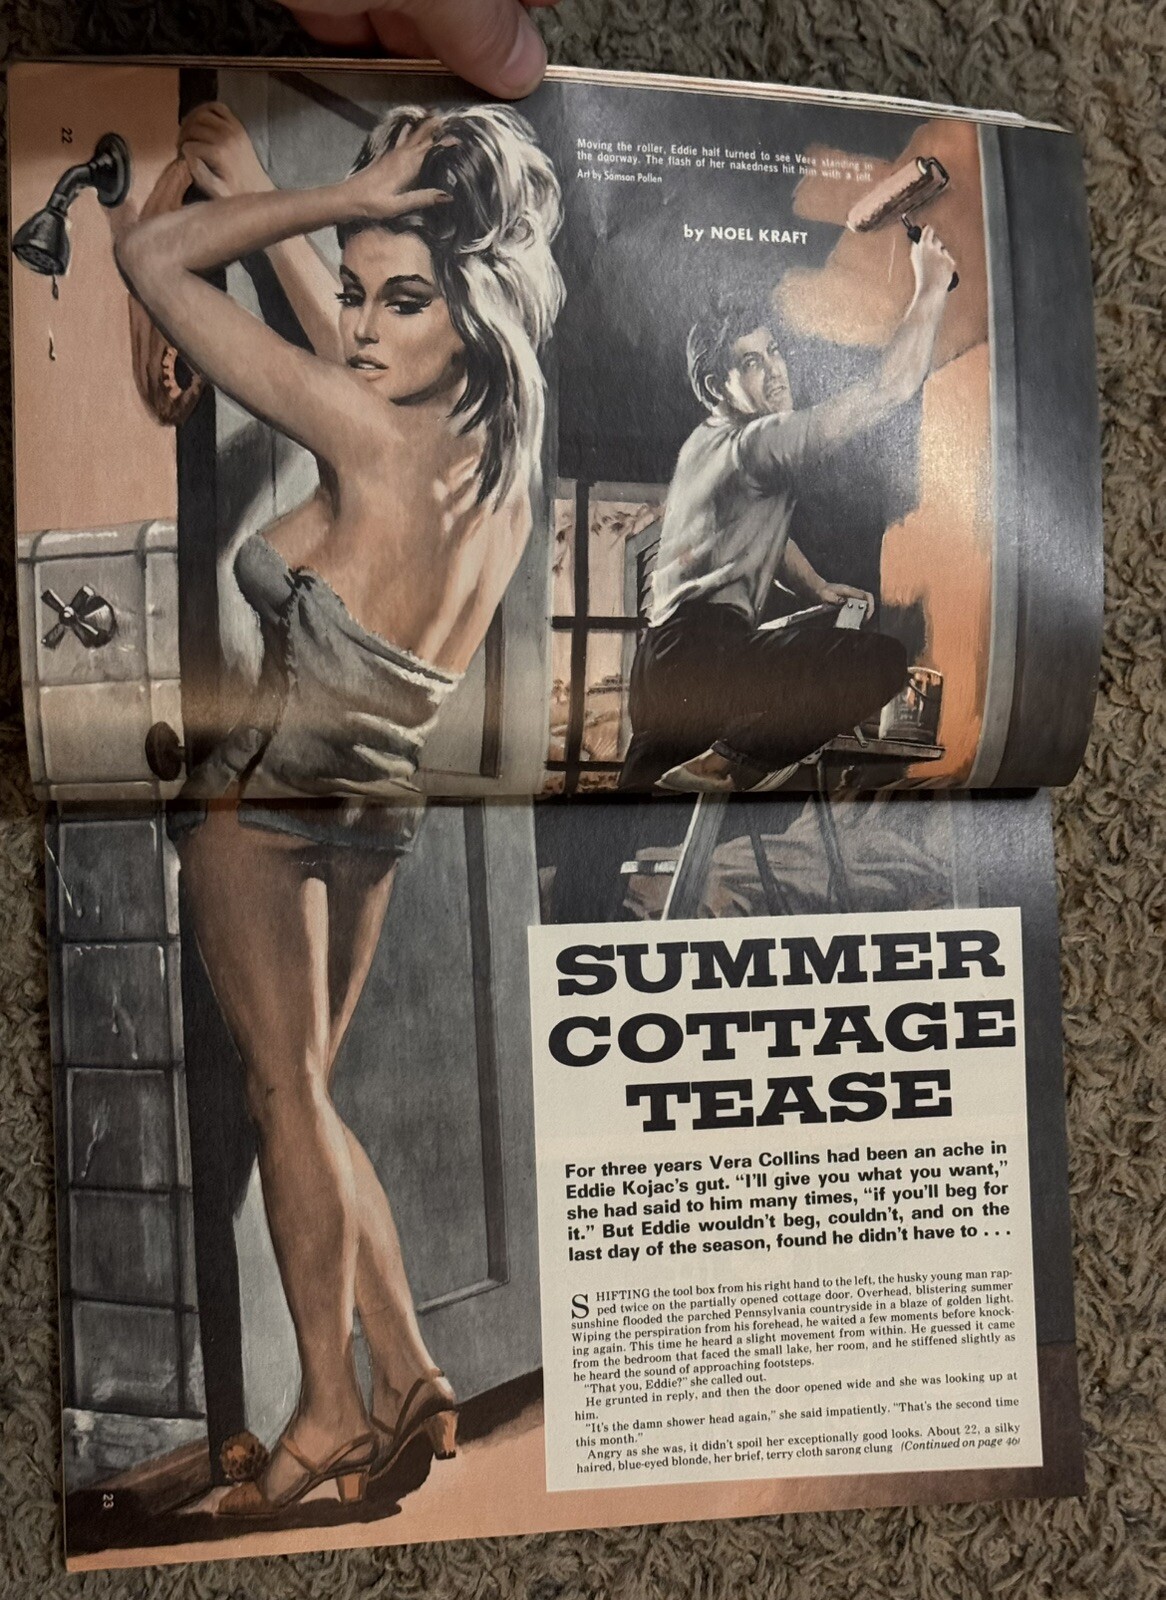 22
Moving the roller, Eddie half turned to see Vera standing in
the doorway. The flash of her nakedness hit him with a jolt.
Art by Samson Pollen
by NOEL KRAFT
SUMMER
COTTAGE
TEASE
For three years Vera Collins had been an ache in
Eddie Kojac's gut. "I'll give you what you want,"
she had said to him many times, "if you'll beg for
it." But Eddie wouldn't beg, couldn't, and on the
last day of the season, found he didn't have to . . .
SHIFTING the tool box from his right hand to the left, the husky young man rap-
ped twice on the partially opened cottage door. Overhead, blistering summer
sunshine flooded the parched Pennsylvania countryside in a blaze of golden light.
Wiping the perspiration from his forehead, he waited a few moments before knock-
ing again. This time he heard a slight movement from within. He guessed it came
from the bedroom that faced the small lake, her room, and he stiffened slightly as
he heard the sound of approaching footsteps.
"That you, Eddie?" she called out.
He grunted in reply, and then the door opened wide and she was looking up at
him.
"It's the damn shower head again," she said impatiently. "That's the second time
this month."
Angry as she was, it didn't spoil her exceptionally good looks. About 22, a silky
haired, blue-eyed blonde, her brief, terry cloth sarong clung (Continued on page 46)
23